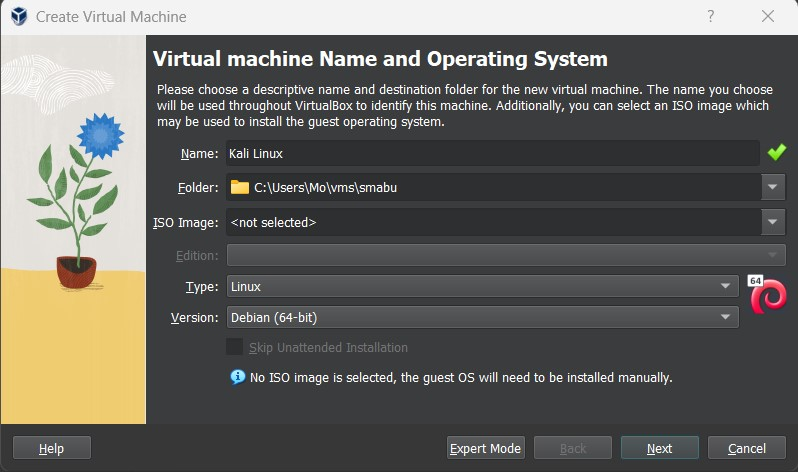 Create Virtual Machine
Virtual machine Name and Operating System
Please choose a descriptive name and destination folder for the new virtual machine. The name you choose
will be used throughout VirtualBox to identify this machine. Additionally, you can select an ISO image which
may be used to install the guest operating system.
Name: Kali Linux
Folder: C:\Users\Mo\vms\smabu
ISO Image: <not selected>
Edition:
Type: Linux
64
Version: Debian (64-bit)
Skip Unattended Installation
No ISO image is selected, the guest OS will need to be installed manually.
Help Expert Mode Back Next Cancel